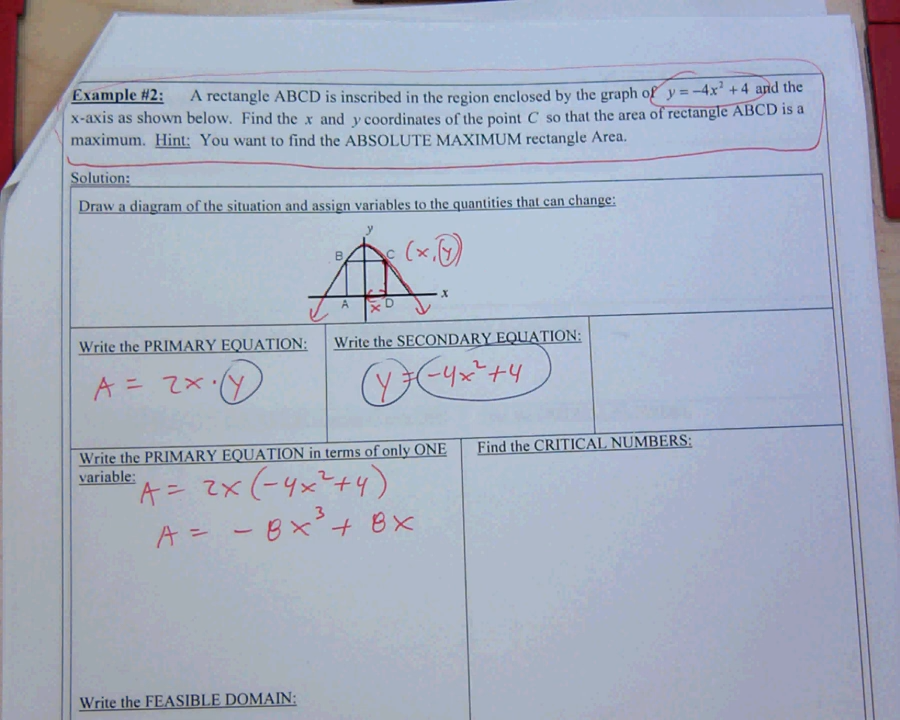 Example #2: A rectangle ABCD is inscribed in the region enclosed by the graph of y = -4x² + 4 and the
x-axis as shown below. Find the x and y coordinates of the point C so that the area of rectangle ABCD is a
maximum. Hint: You want to find the ABSOLUTE MAXIMUM rectangle Area.
Solution:
Draw a diagram of the situation and assign variables to the quantities that can change:
y
B C (x, y)
A x D x
Write the PRIMARY EQUATION:
A = 2x · y
Write the SECONDARY EQUATION:
y = -4x² + 4
Write the PRIMARY EQUATION in terms of only ONE
variable:
A = 2x(-4x² + 4)
A = -8x³ + 8x
Find the CRITICAL NUMBERS:
Write the FEASIBLE DOMAIN: